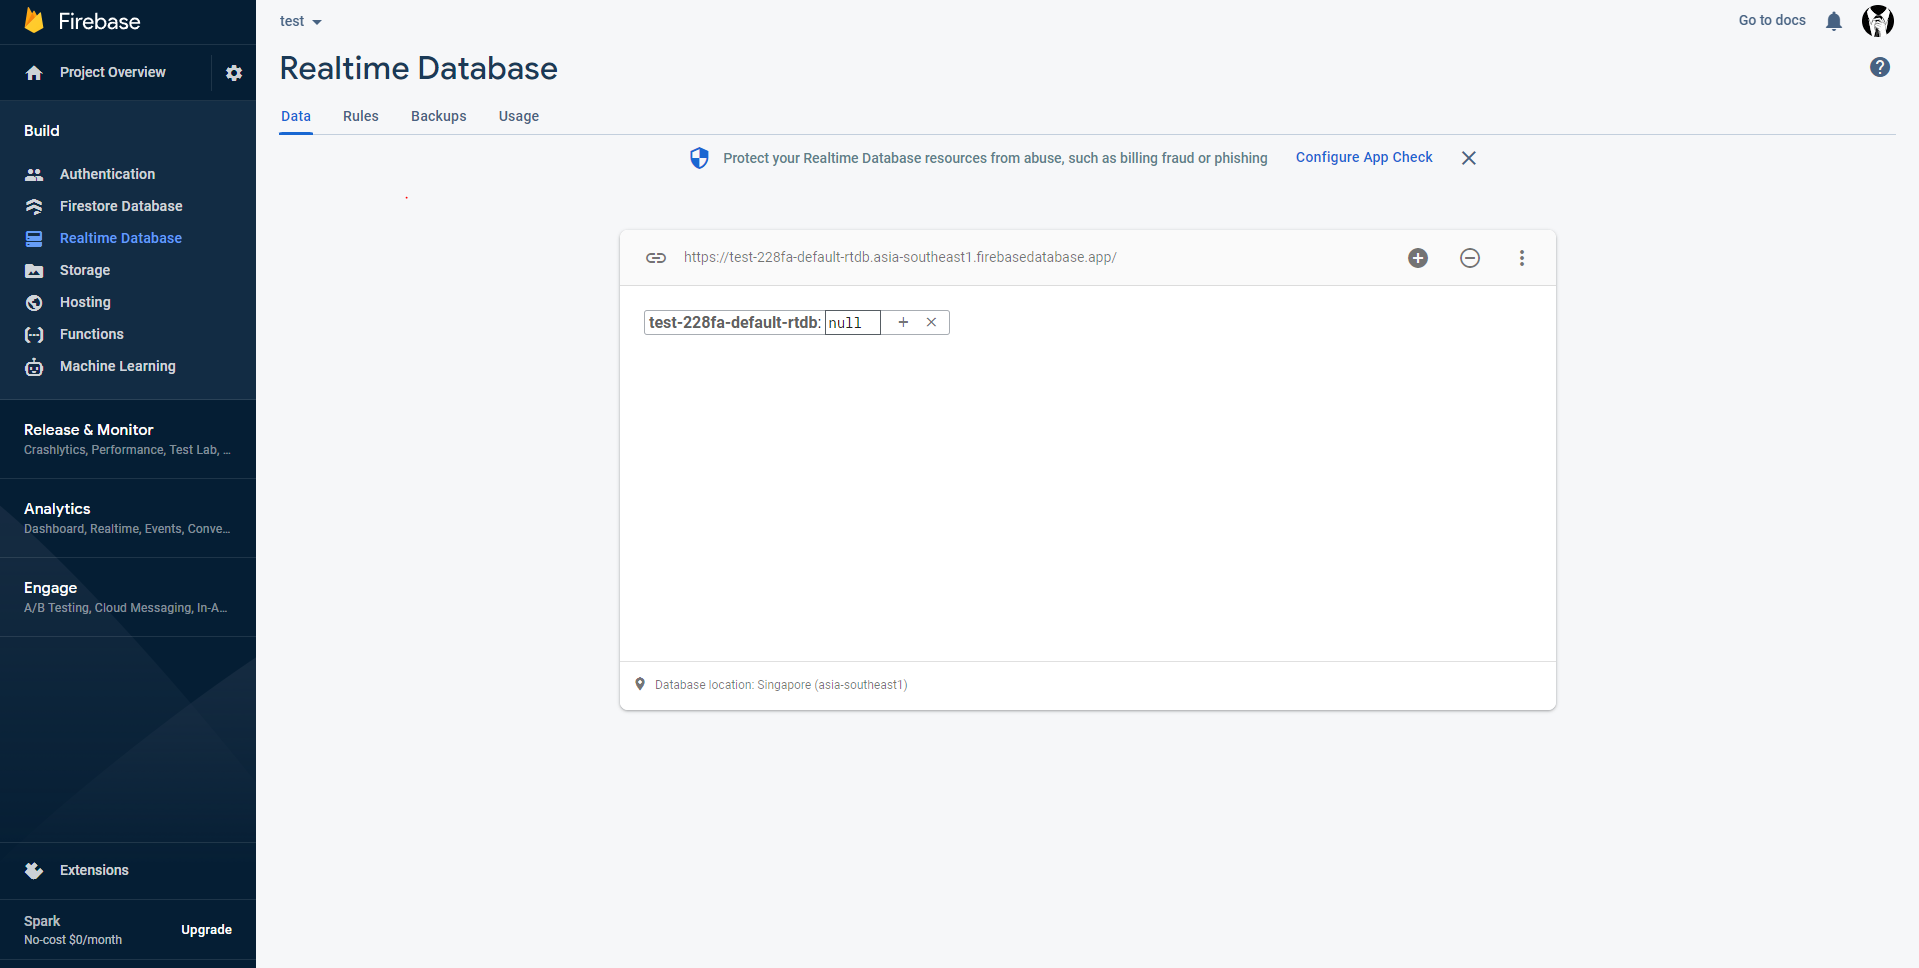 Firebase
Project Overview
Build
Authentication
Firestore Database
Realtime Database
Storage
Hosting
Functions
Machine Learning
Release & Monitor
Crashlytics, Performance, Test Lab, ...
Analytics
Dashboard, Realtime, Events, Conve...
Engage
A/B Testing, Cloud Messaging, In-A...
Extensions
Spark
No-cost $0/month
Upgrade
test
Go to docs
Realtime Database
Data Rules Backups Usage
Protect your Realtime Database resources from abuse, such as billing fraud or phishing Configure App Check
https://test-228fa-default-rtdb.asia-southeast1.firebasedatabase.app/
test-228fa-default-rtdb: null
Database location: Singapore (asia-southeast1)